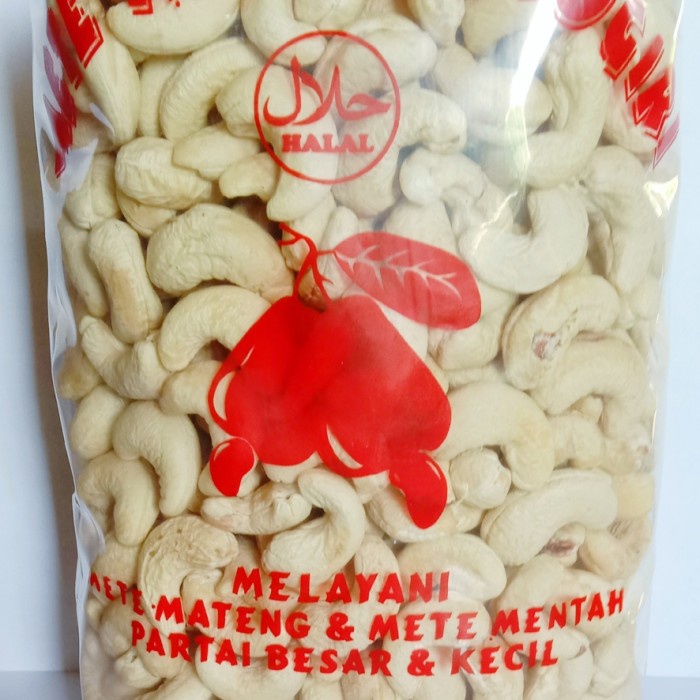 حلال
HALAL
MELAYANI
METE MATENG & METE MENTAH
PARTAI BESAR & KECIL